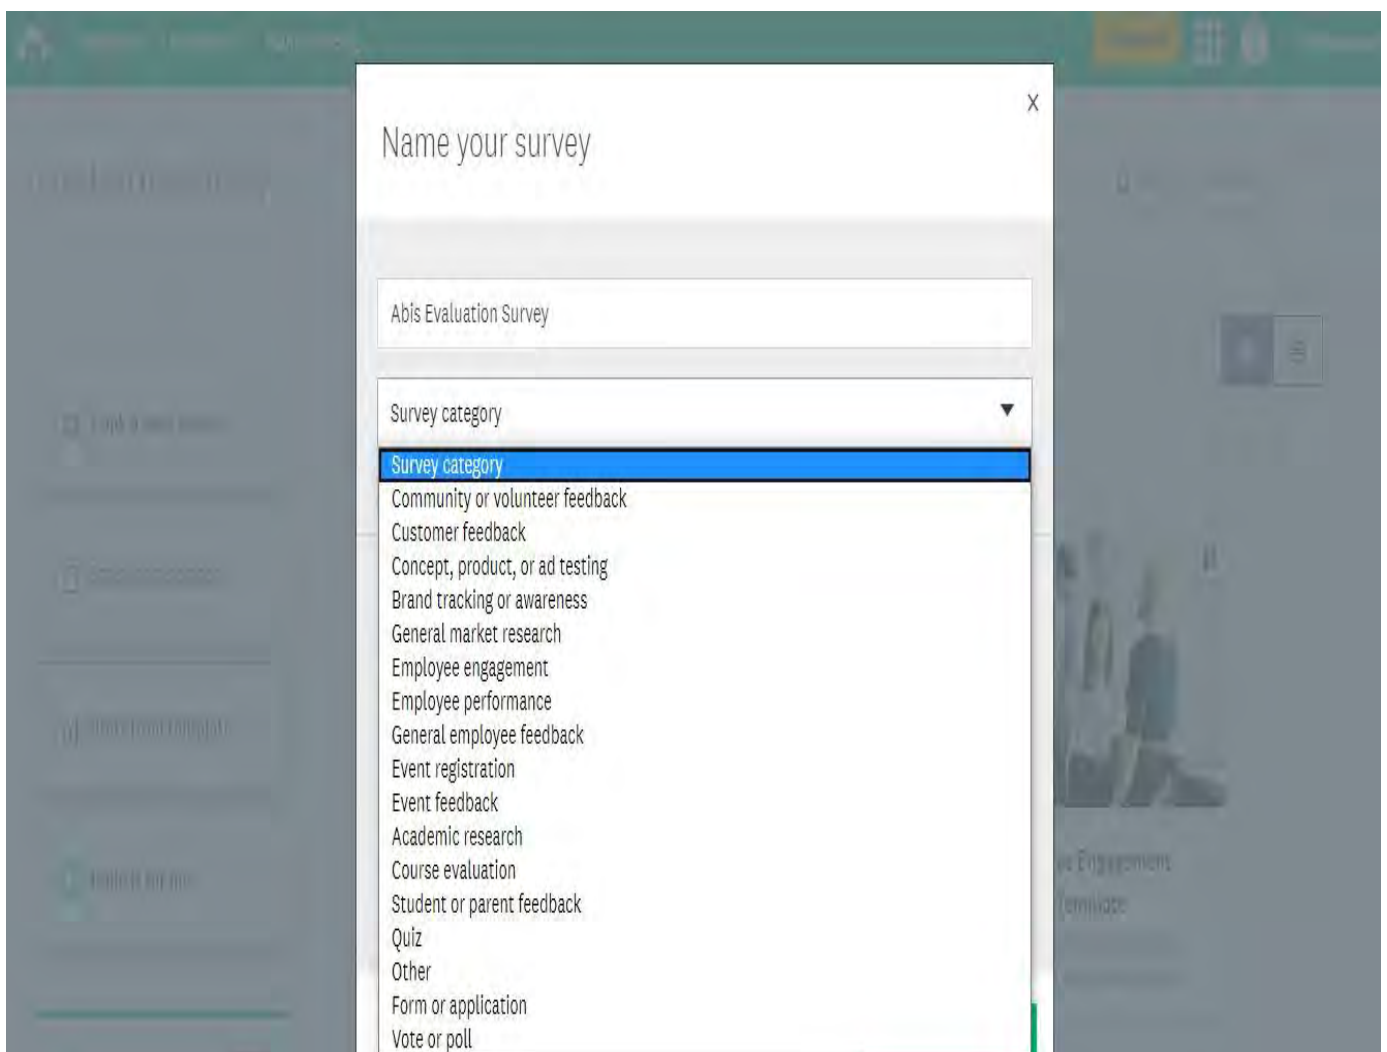 X
Name your survey
Abis Evaluation Survey
Survey category
Survey category
Community or volunteer feedback
Customer feedback
Concept, product, or ad testing
Brand tracking or awareness
General market research
Employee engagement
Employee performance
General employee feedback
Event registration
Event feedback
Academic research
Course evaluation
Student or parent feedback
Quiz
Other
Form or application
Vote or poll
Engagement
Template